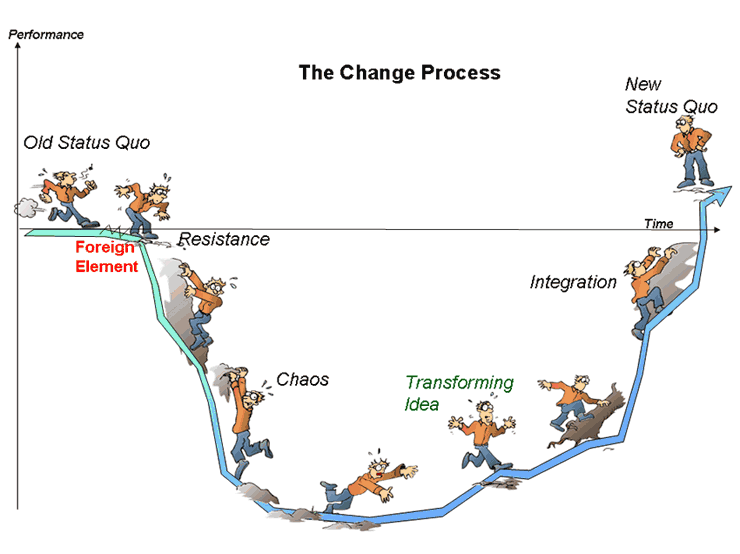 Performance
The Change Process
New
Status Quo
Old Status Quo
Time
Foreign
Element
Resistance
Integration
Chaos
Transforming
Idea